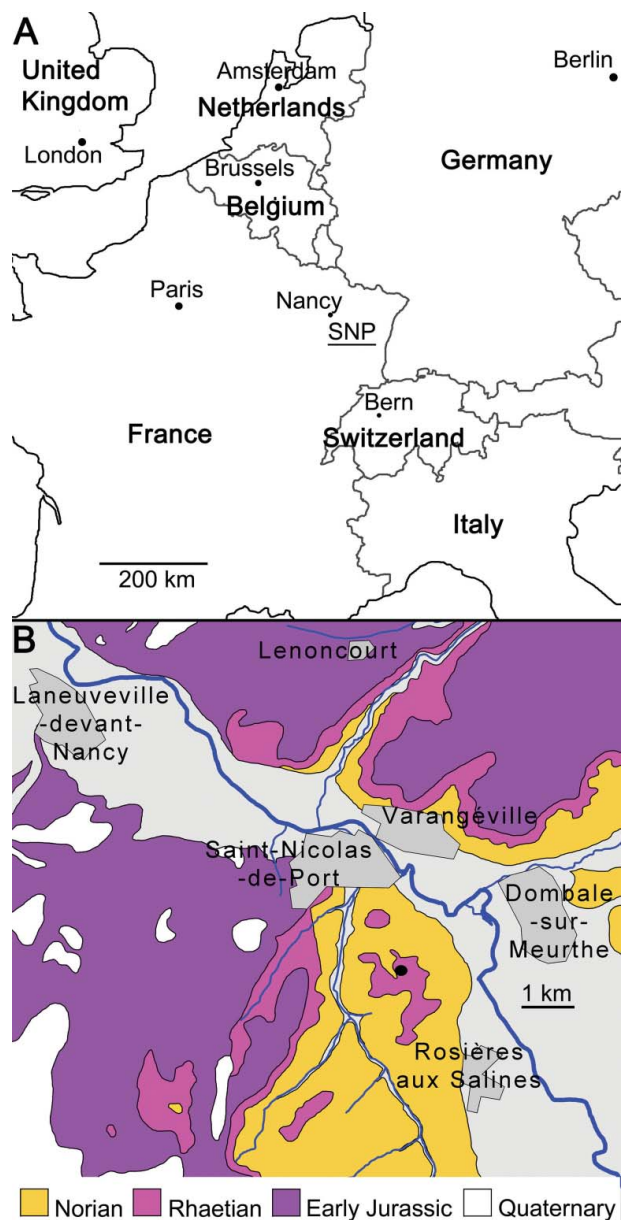 A
United
Kingdom
London
Amsterdam
Netherlands
Berlin
Germany
Brussels
Belgium
Paris
Nancy
SNP
Bern
Switzerland
France
Italy
200 km
B
Lenoncourt
Laneuveville
-devant-
Nancy
Varangéville
Saint-Nicolas
-de-Port
Dombale
-sur-
Meurthe
1 km
Rosières
aux Salines
Norian Rhaetian Early Jurassic Quaternary